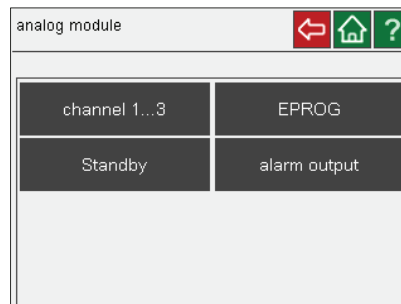 analog module
?
channel 1...3
EPROG
Standby
alarm output